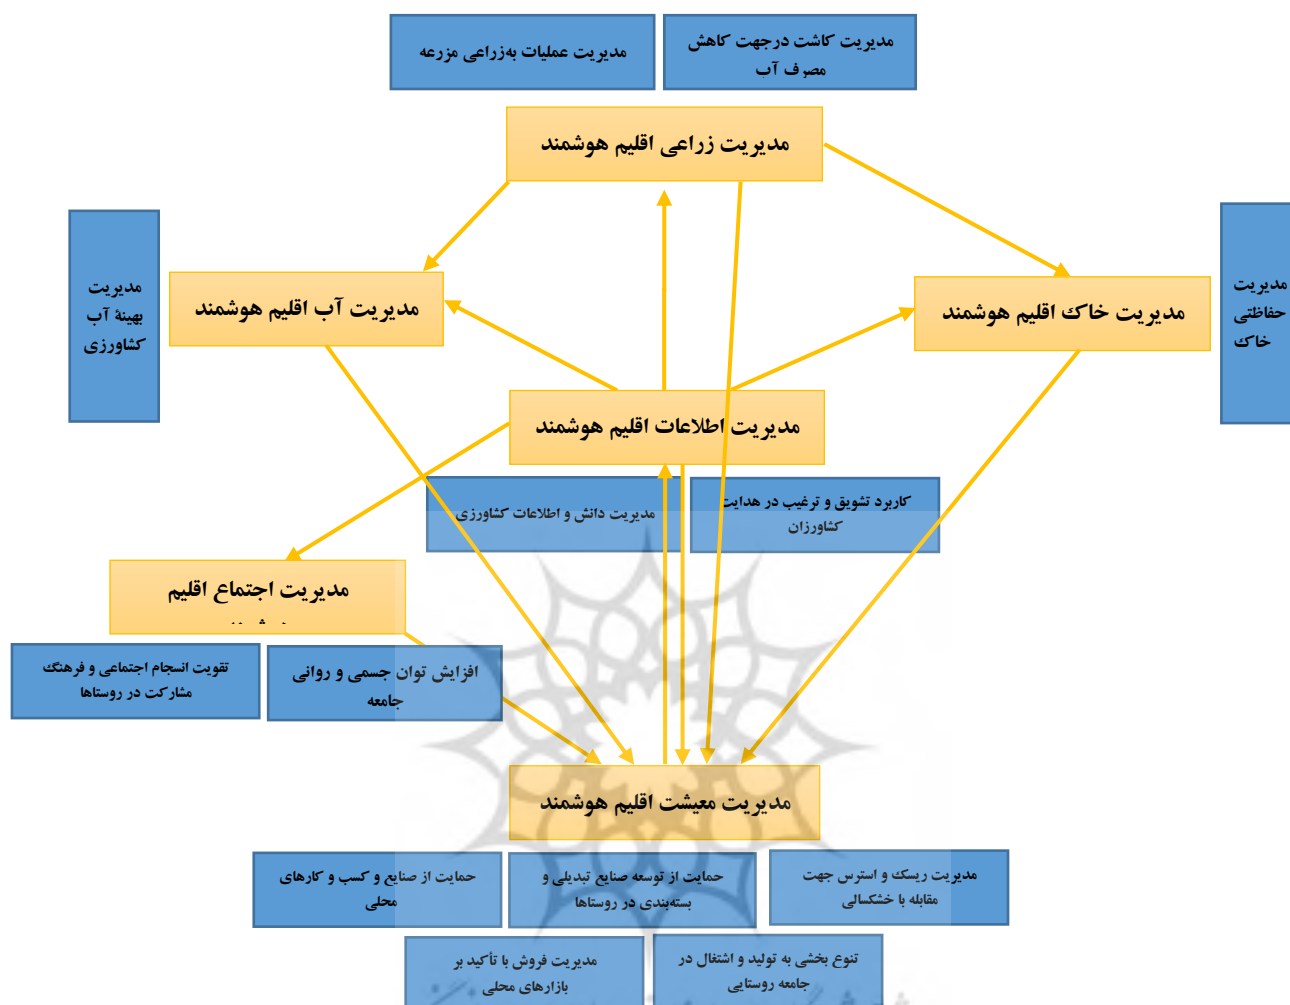 مدیریت کاشت درجهت کاهش
مصرف آب
مدیریت عملیات به‌زراعی مزرعه
مدیریت زراعی اقلیم هوشمند
مدیریت
حفاظتی
خاک
مدیریت خاک اقلیم هوشمند
مدیریت آب اقلیم هوشمند
مدیریت
بهینهٔ آب
کشاورزی
مدیریت اطلاعات اقلیم هوشمند
کاربرد تشویق و ترغیب در هدایت
کشاورزان
مدیریت دانش و اطلاعات کشاورزی
مدیریت اجتماع اقلیم
افزایش توان جسمی و روانی
جامعه
تقویت انسجام اجتماعی و فرهنگ
مشارکت در روستاها
مدیریت معیشت اقلیم هوشمند
مدیریت ریسک و استرس جهت
مقابله با خشکسالی
حمایت از توسعه صنایع تبدیلی و
بسته‌بندی در روستاها
حمایت از صنایع و کسب و کارهای
محلی
تنوع بخشی به تولید و اشتغال در
جامعه روستایی
مدیریت فروش با تأکید بر
بازارهای محلی